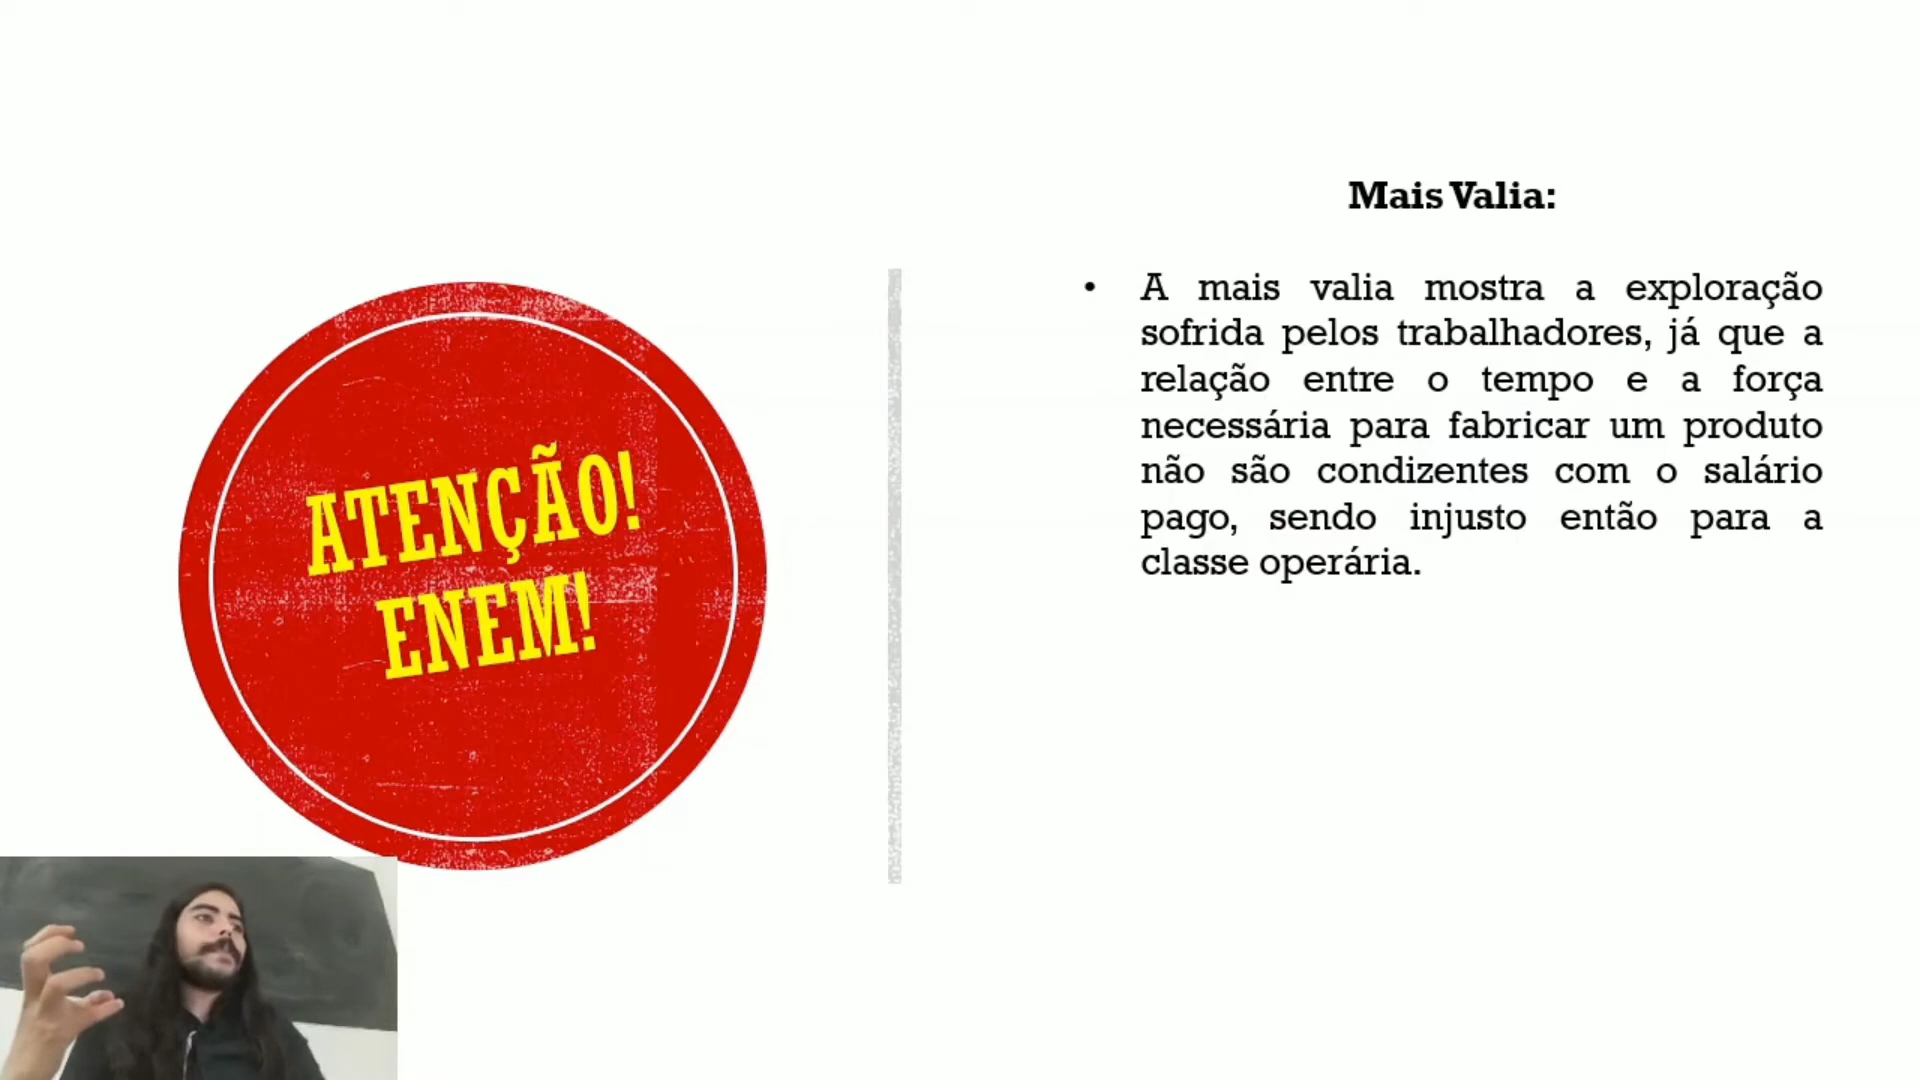 ATENÇÃO!
ENEM!
Mais Valia:
• A mais valia mostra a exploração
sofrida pelos trabalhadores, já que a
relação entre o tempo e a força
necessária para fabricar um produto
não são condizentes com o salário
pago, sendo injusto então para a
classe operária.